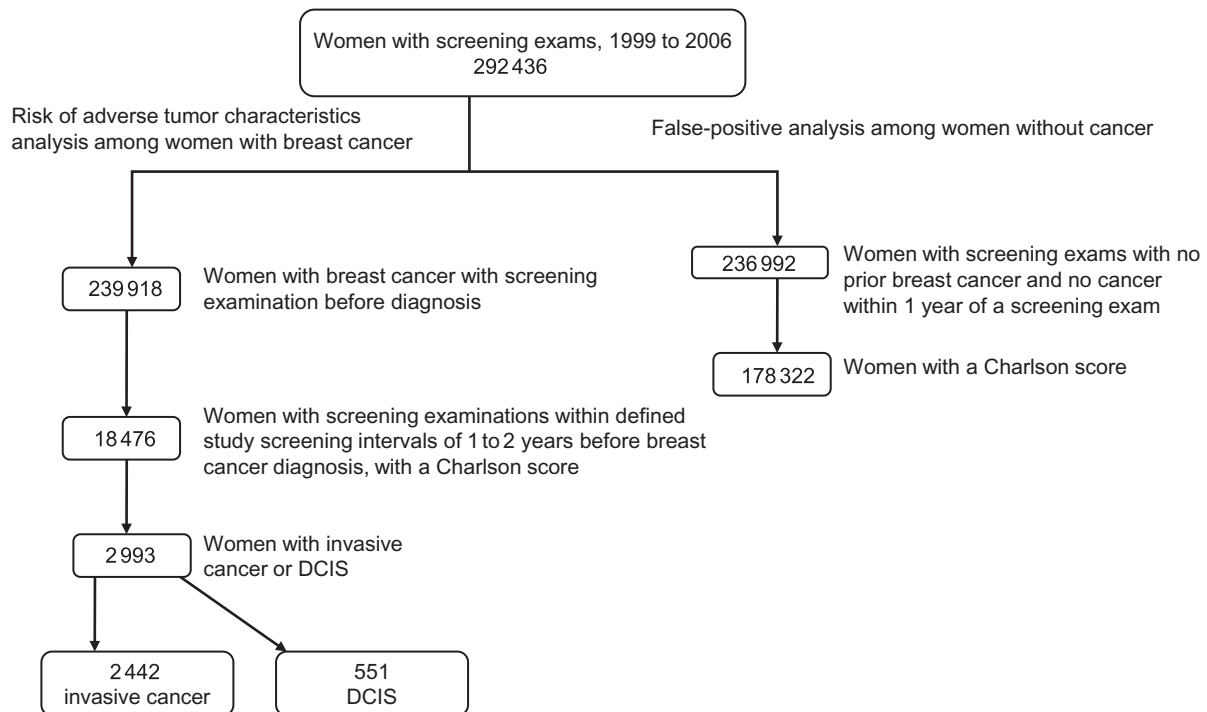 Women with screening exams, 1999 to 2006
292 436
Risk of adverse tumor characteristics
analysis among women with breast cancer
False-positive analysis among women without cancer
239 918
Women with breast cancer with screening
examination before diagnosis
236 992
Women with screening exams with no
prior breast cancer and no cancer
within 1 year of a screening exam
178 322
Women with a Charlson score
18 476
Women with screening examinations within defined
study screening intervals of 1 to 2 years before breast
cancer diagnosis, with a Charlson score
2 993
Women with invasive
cancer or DCIS
2 442
invasive cancer
551
DCIS